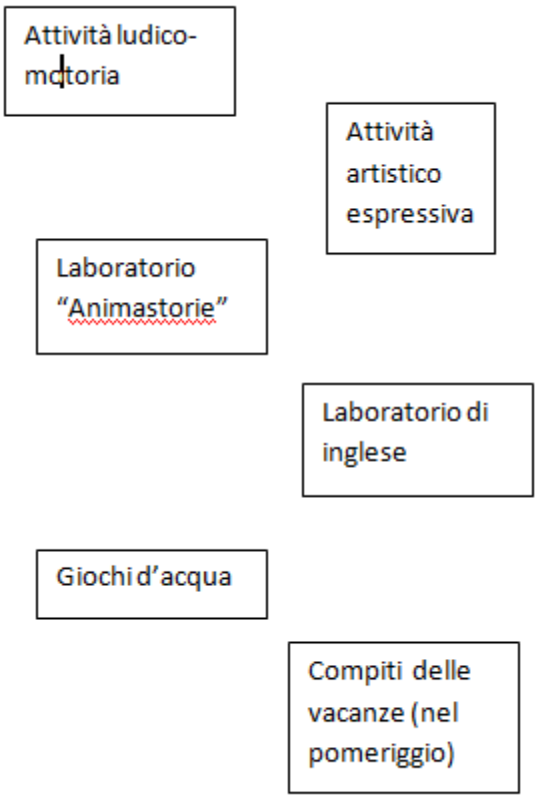 Attività ludico-
motoria
Attività
artistico
espressiva
Laboratorio
“Animastorie”
Laboratorio di
inglese
Giochi d’acqua
Compiti delle
vacanze (nel
pomeriggio)